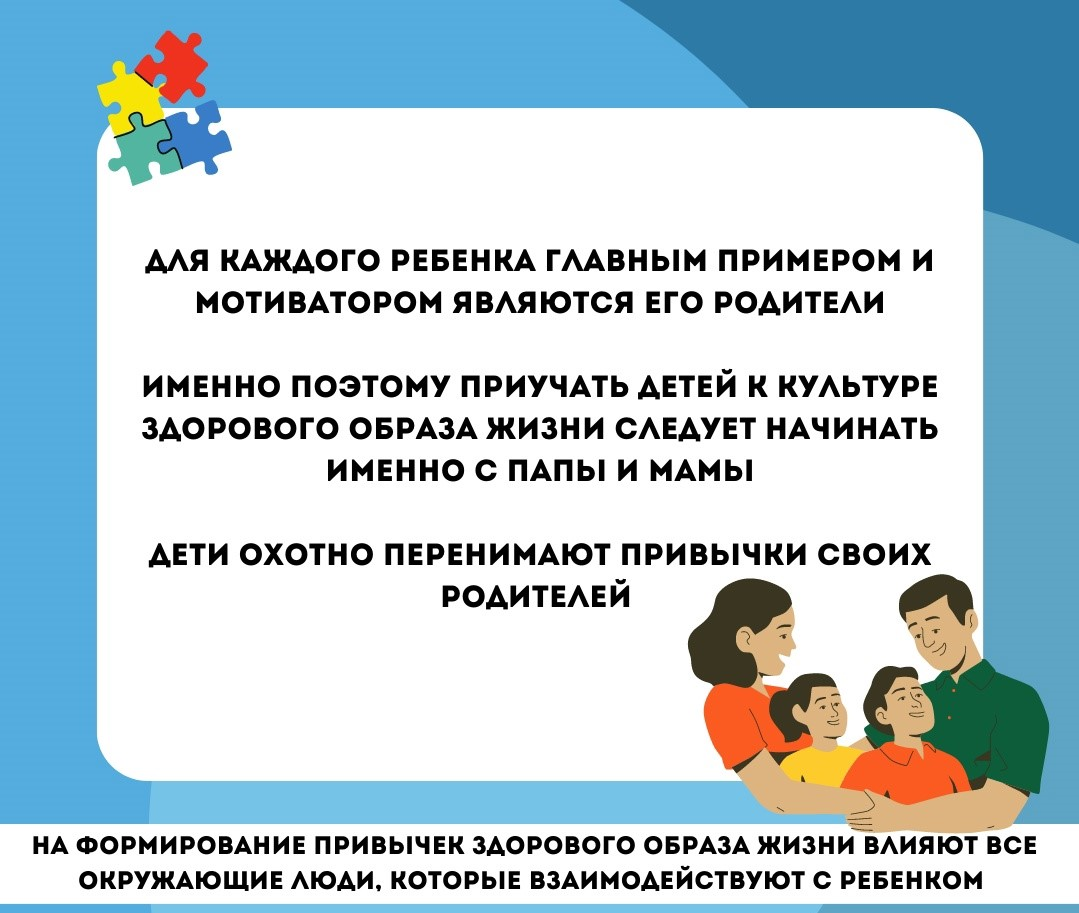 ДЛЯ КАЖДОГО РЕБЕНКА ГЛАВНЫМ ПРИМЕРОМ И
МОТИВАТОРОМ ЯВЛЯЮТСЯ ЕГО РОДИТЕЛИ
ИМЕННО ПОЭТОМУ ПРИУЧАТЬ ДЕТЕЙ К КУЛЬТУРЕ
ЗДОРОВОГО ОБРАЗА ЖИЗНИ СЛЕДУЕТ НАЧИНАТЬ
ИМЕННО С ПАПЫ И МАМЫ
ДЕТИ ОХОТНО ПЕРЕНИМАЮТ ПРИВЫЧКИ СВОИХ
РОДИТЕЛЕЙ
НА ФОРМИРОВАНИЕ ПРИВЫЧЕК ЗДОРОВОГО ОБРАЗА ЖИЗНИ ВЛИЯЮТ ВСЕ
ОКРУЖАЮЩИЕ ЛЮДИ, КОТОРЫЕ ВЗАИМОДЕЙСТВУЮТ С РЕБЕНКОМ